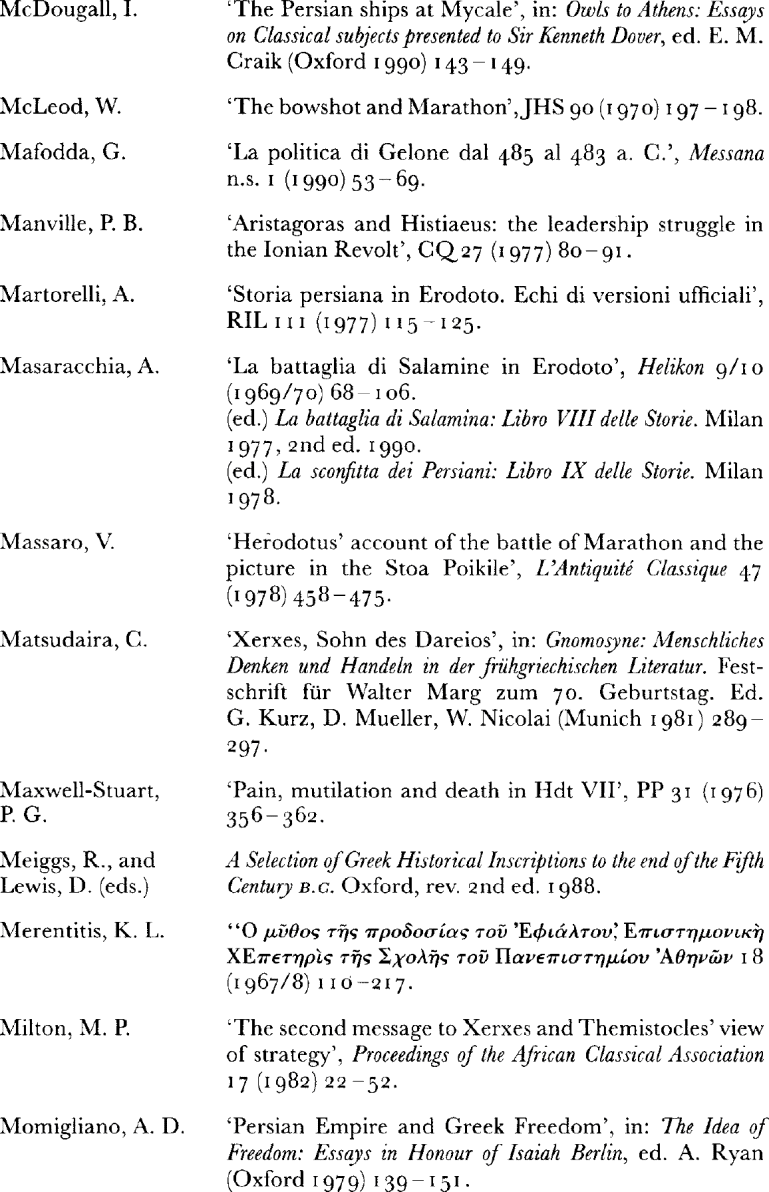 McDougall, I. ‘The Persian ships at Mycale’, in: Owls to Athens: Essays
on Classical subjects presented to Sir Kenneth Dover, ed. E. M.
Craik (Oxford 1990) 143–149.
McLeod, W. ‘The bowshot and Marathon’, JHS 90 (1970) 197–198.
Mafodda, G. ‘La politica di Gelone dal 485 al 483 a. C.’, Messana
n.s. 1 (1990) 53–69.
Manville, P. B. ‘Aristagoras and Histiaeus: the leadership struggle in
the Ionian Revolt’, CQ 27 (1977) 80–91.
Martorelli, A. ‘Storia persiana in Erodoto. Echi di versioni ufficiali’,
RIL 111 (1977) 115–125.
Masaracchia, A. ‘La battaglia di Salamine in Erodoto’, Helikon 9/10
(1969/70) 68–106.
(ed.) La battaglia di Salamina: Libro VIII delle Storie. Milan
1977, 2nd ed. 1990.
(ed.) La sconfitta dei Persiani: Libro IX delle Storie. Milan
1978.
Massaro, V. ‘Herodotus’ account of the battle of Marathon and the
picture in the Stoa Poikile’, L’Antiquité Classique 47
(1978) 458–475.
Matsudaira, C. ‘Xerxes, Sohn des Dareios’, in: Gnomosyne: Menschliches
Denken und Handeln in der frühgriechischen Literatur. Fest-
schrift für Walter Marg zum 70. Geburtstag. Ed.
G. Kurz, D. Mueller, W. Nicolai (Munich 1981) 289–
297.
Maxwell-Stuart, ‘Pain, mutilation and death in Hdt VII’, PP 31 (1976)
P. G. 356–362.
Meiggs, R., and A Selection of Greek Historical Inscriptions to the end of the Fifth
Lewis, D. (eds.) Century B.C. Oxford, rev. 2nd ed. 1988.
Merentitis, K. L. ‘‘Ο μῦθος τῆς προδοσίας τοῦ Ἐφιάλτου’, Επιστημονικὴ
ΧΕπετηρὶς τῆς Σχολῆς τοῦ Πανεπιστημίου Ἀθηνῶν 18
(1967/8) 110–217.
Milton, M. P. ‘The second message to Xerxes and Themistocles’ view
of strategy’, Proceedings of the African Classical Association
17 (1982) 22–52.
Momigliano, A. D. ‘Persian Empire and Greek Freedom’, in: The Idea of
Freedom: Essays in Honour of Isaiah Berlin, ed. A. Ryan
(Oxford 1979) 139–151.